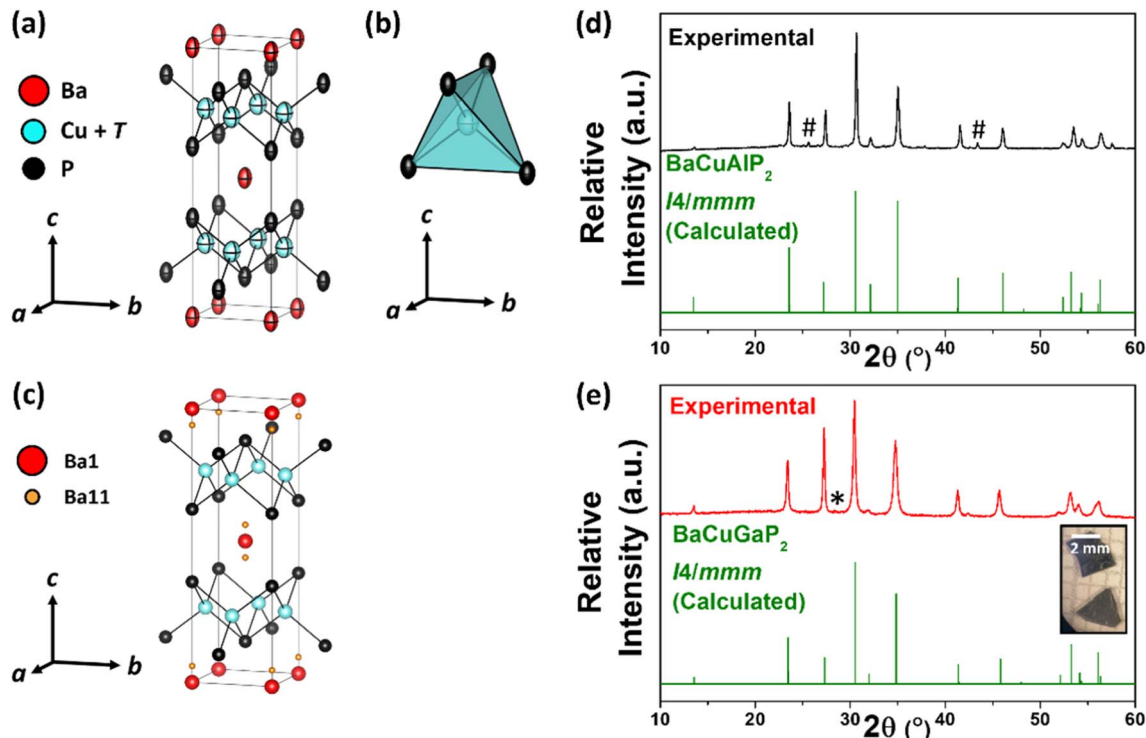 (a)
Ba
Cu + T
P
c
a
b
(b)
c
a
b
(c)
Ba1
Ba11
c
a
b
(d)
Relative
Intensity (a.u.)
Experimental
#
#
BaCuAlP₂
I4/mmm
(Calculated)
10 20 30 40 50 60
2θ (°)
(e)
Relative
Intensity (a.u.)
Experimental
*
BaCuGaP₂
I4/mmm
(Calculated)
2 mm
10 20 30 40 50 60
2θ (°)